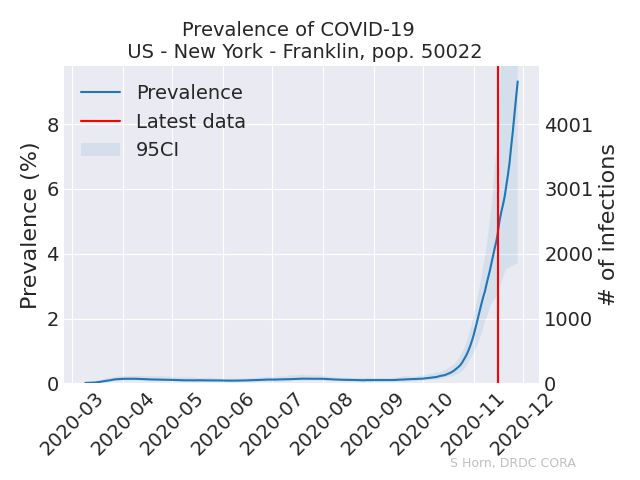 Prevalence of COVID-19
US - New York - Franklin, pop. 50022
Prevalence
Latest data
95CI
Prevalence (%)
8
6
4
2
0
4001
3001
2000
1000
0
# of infections
2020-03
2020-04
2020-05
2020-06
2020-07
2020-08
2020-09
2020-10
2020-11
2020-12
S Horn, DRDC CORA